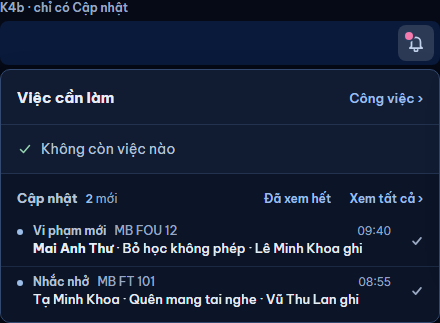 K4b · chỉ có Cập nhật
Việc cần làm Công việc ›
Không còn việc nào
Cập nhật 2 mới Đã xem hết Xem tất cả ›
Vi phạm mới MB FOU 12 09:40
Mai Anh Thư · Bỏ học không phép · Lê Minh Khoa ghi
Nhắc nhở MB FT 101 08:55
Tạ Minh Khoa · Quên mang tai nghe · Vũ Thu Lan ghi